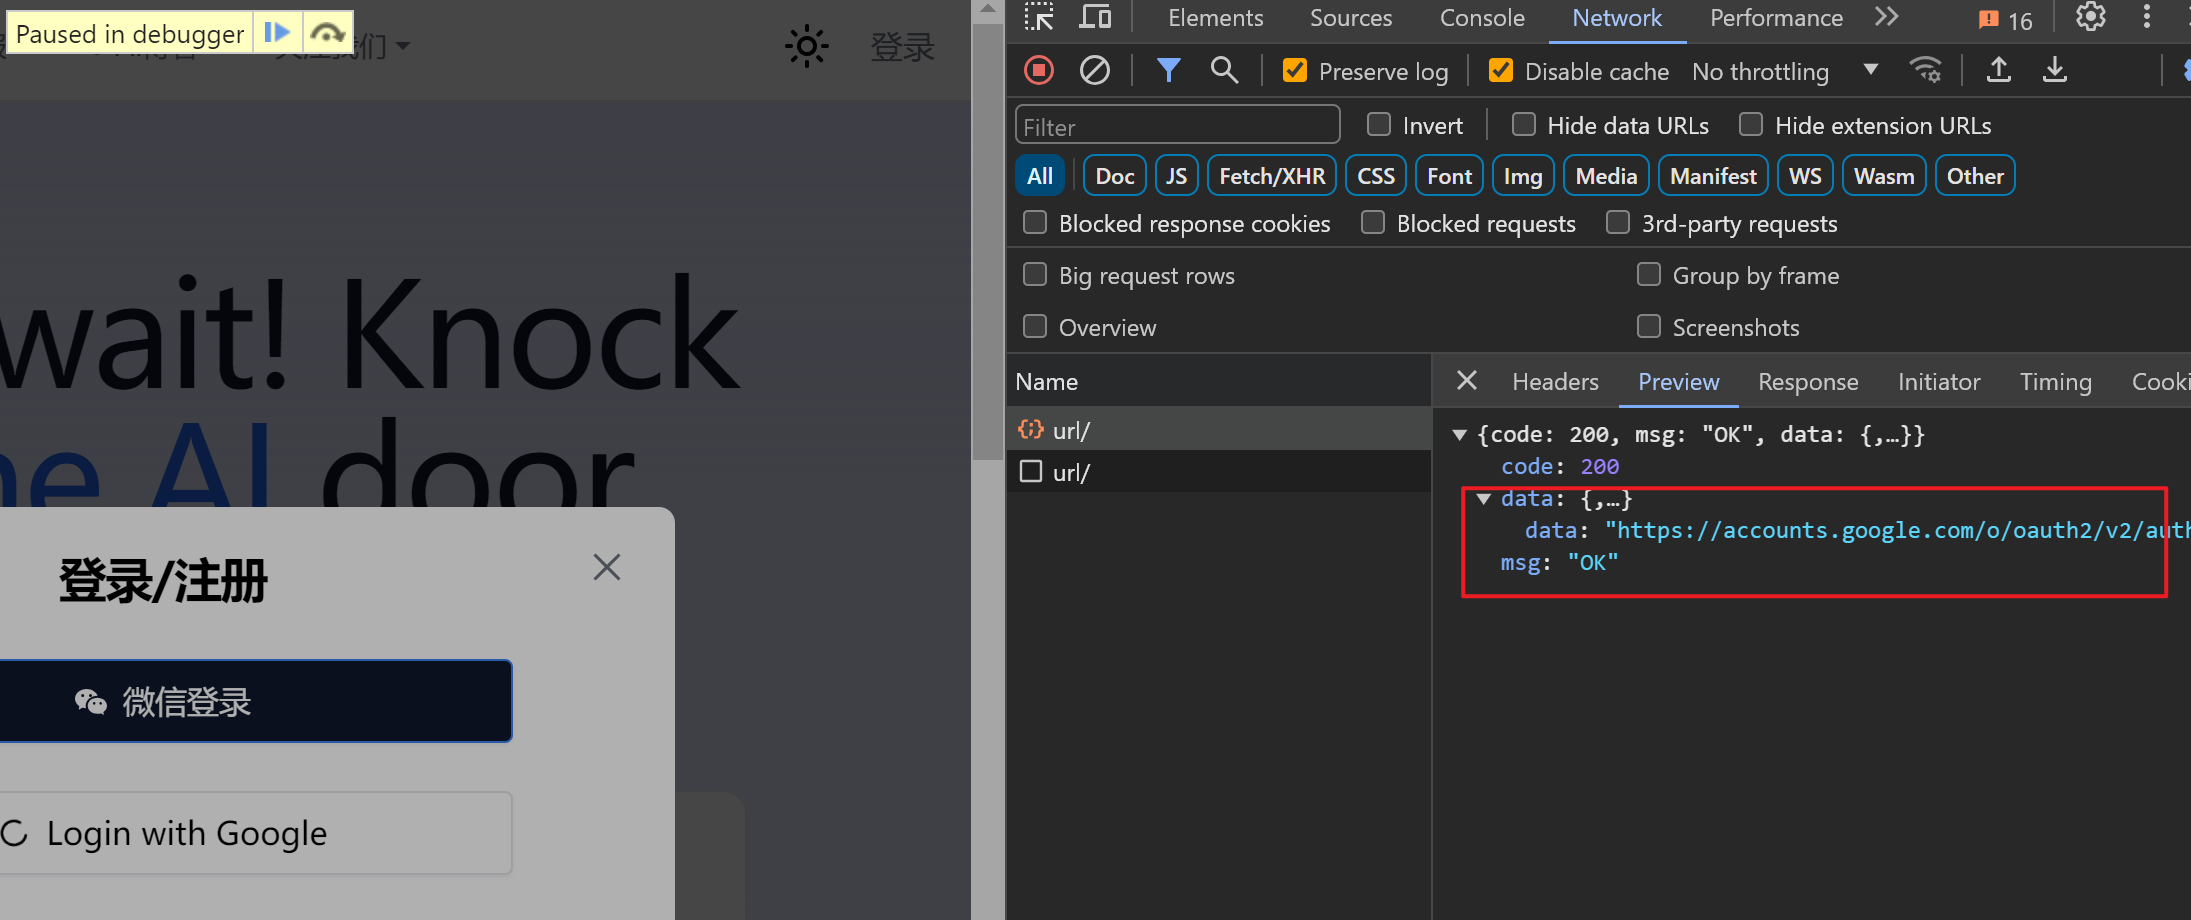 Paused in debugger
们
登录
wait! Knock
he AI door
登录/注册
微信登录
Login with Google
Elements Sources Console Network Performance 16
Preserve log Disable cache No throttling
Filter Invert Hide data URLs Hide extension URLs
All Doc JS Fetch/XHR CSS Font Img Media Manifest WS Wasm Other
Blocked response cookies Blocked requests 3rd-party requests
Big request rows Group by frame
Overview Screenshots
Name
url/
url/
Headers Preview Response Initiator Timing Cooki
{code: 200, msg: "OK", data: {,…}}
code: 200
data: {,…}
data: "https://accounts.google.com/o/oauth2/v2/auth
msg: "OK"